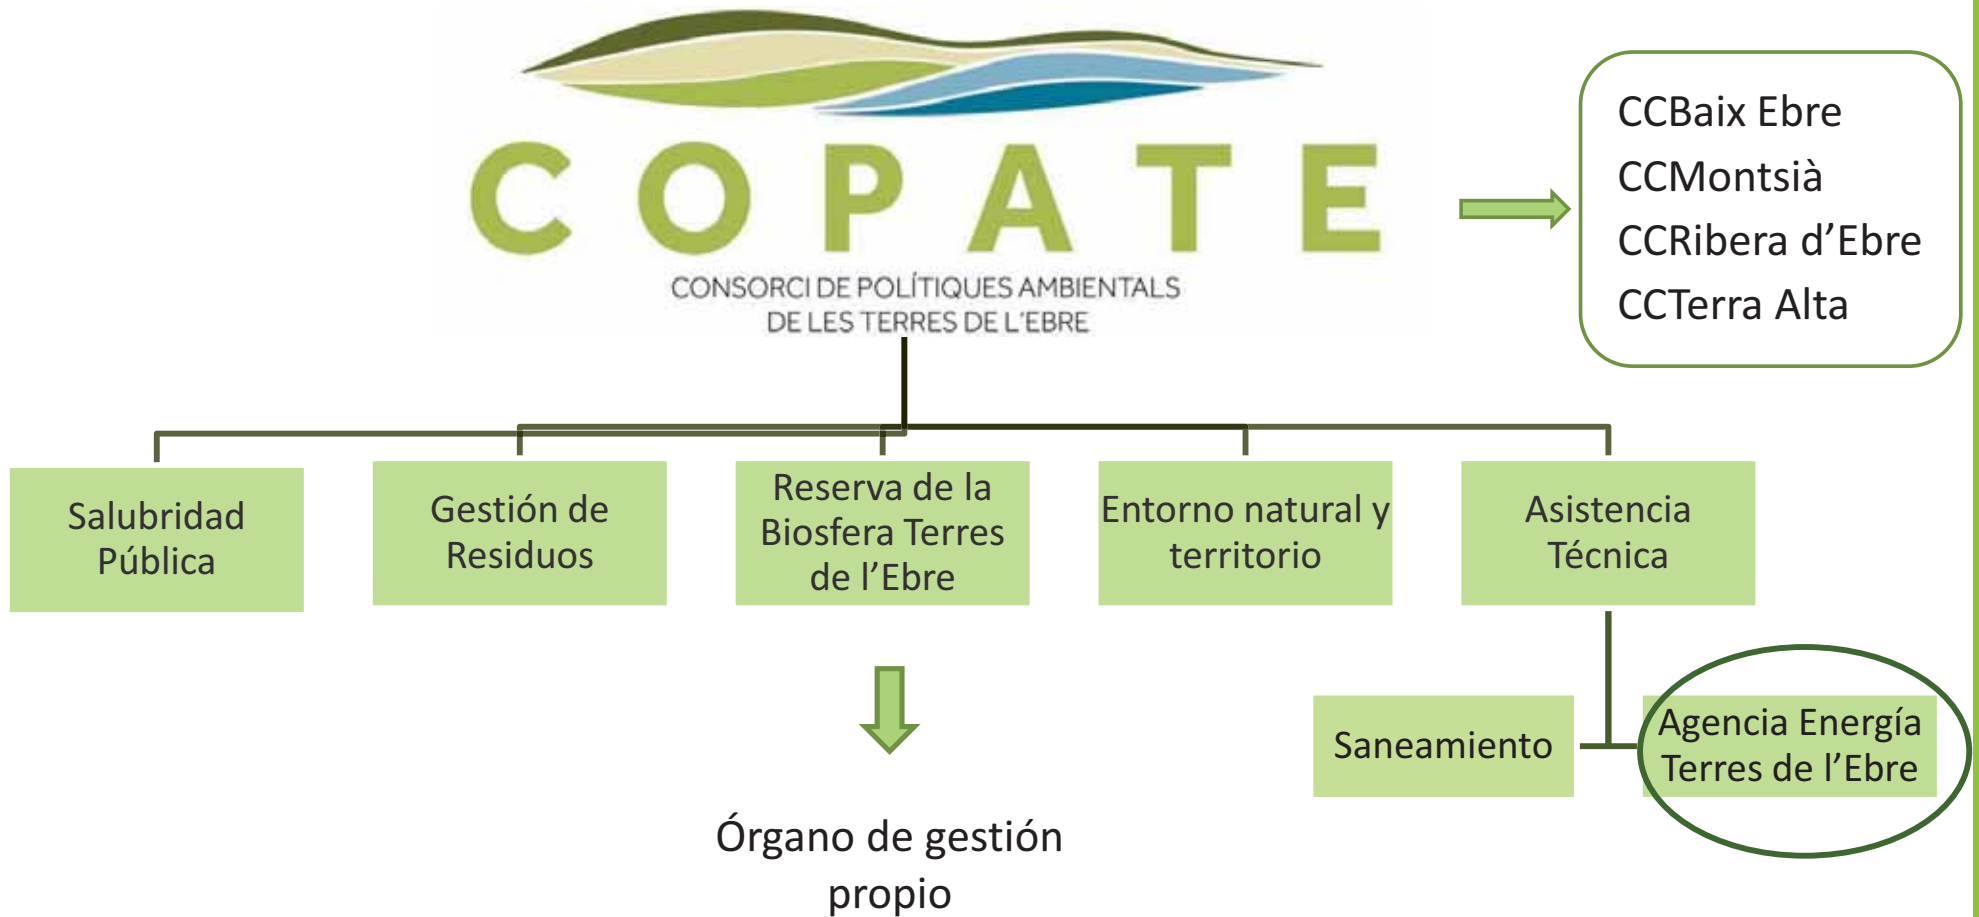 COPATE
CONSORCI DE POLÍTIQUES AMBIENTALS
DE LES TERRES DE L'EBRE
CCBaix Ebre
CCMontsià
CCRibera d’Ebre
CCTerra Alta
Salubridad
Pública
Gestión de
Residuos
Reserva de la
Biosfera Terres
de l’Ebre
Entorno natural y
territorio
Asistencia
Técnica
Saneamiento
Agencia Energía
Terres de l’Ebre
Órgano de gestión
propio